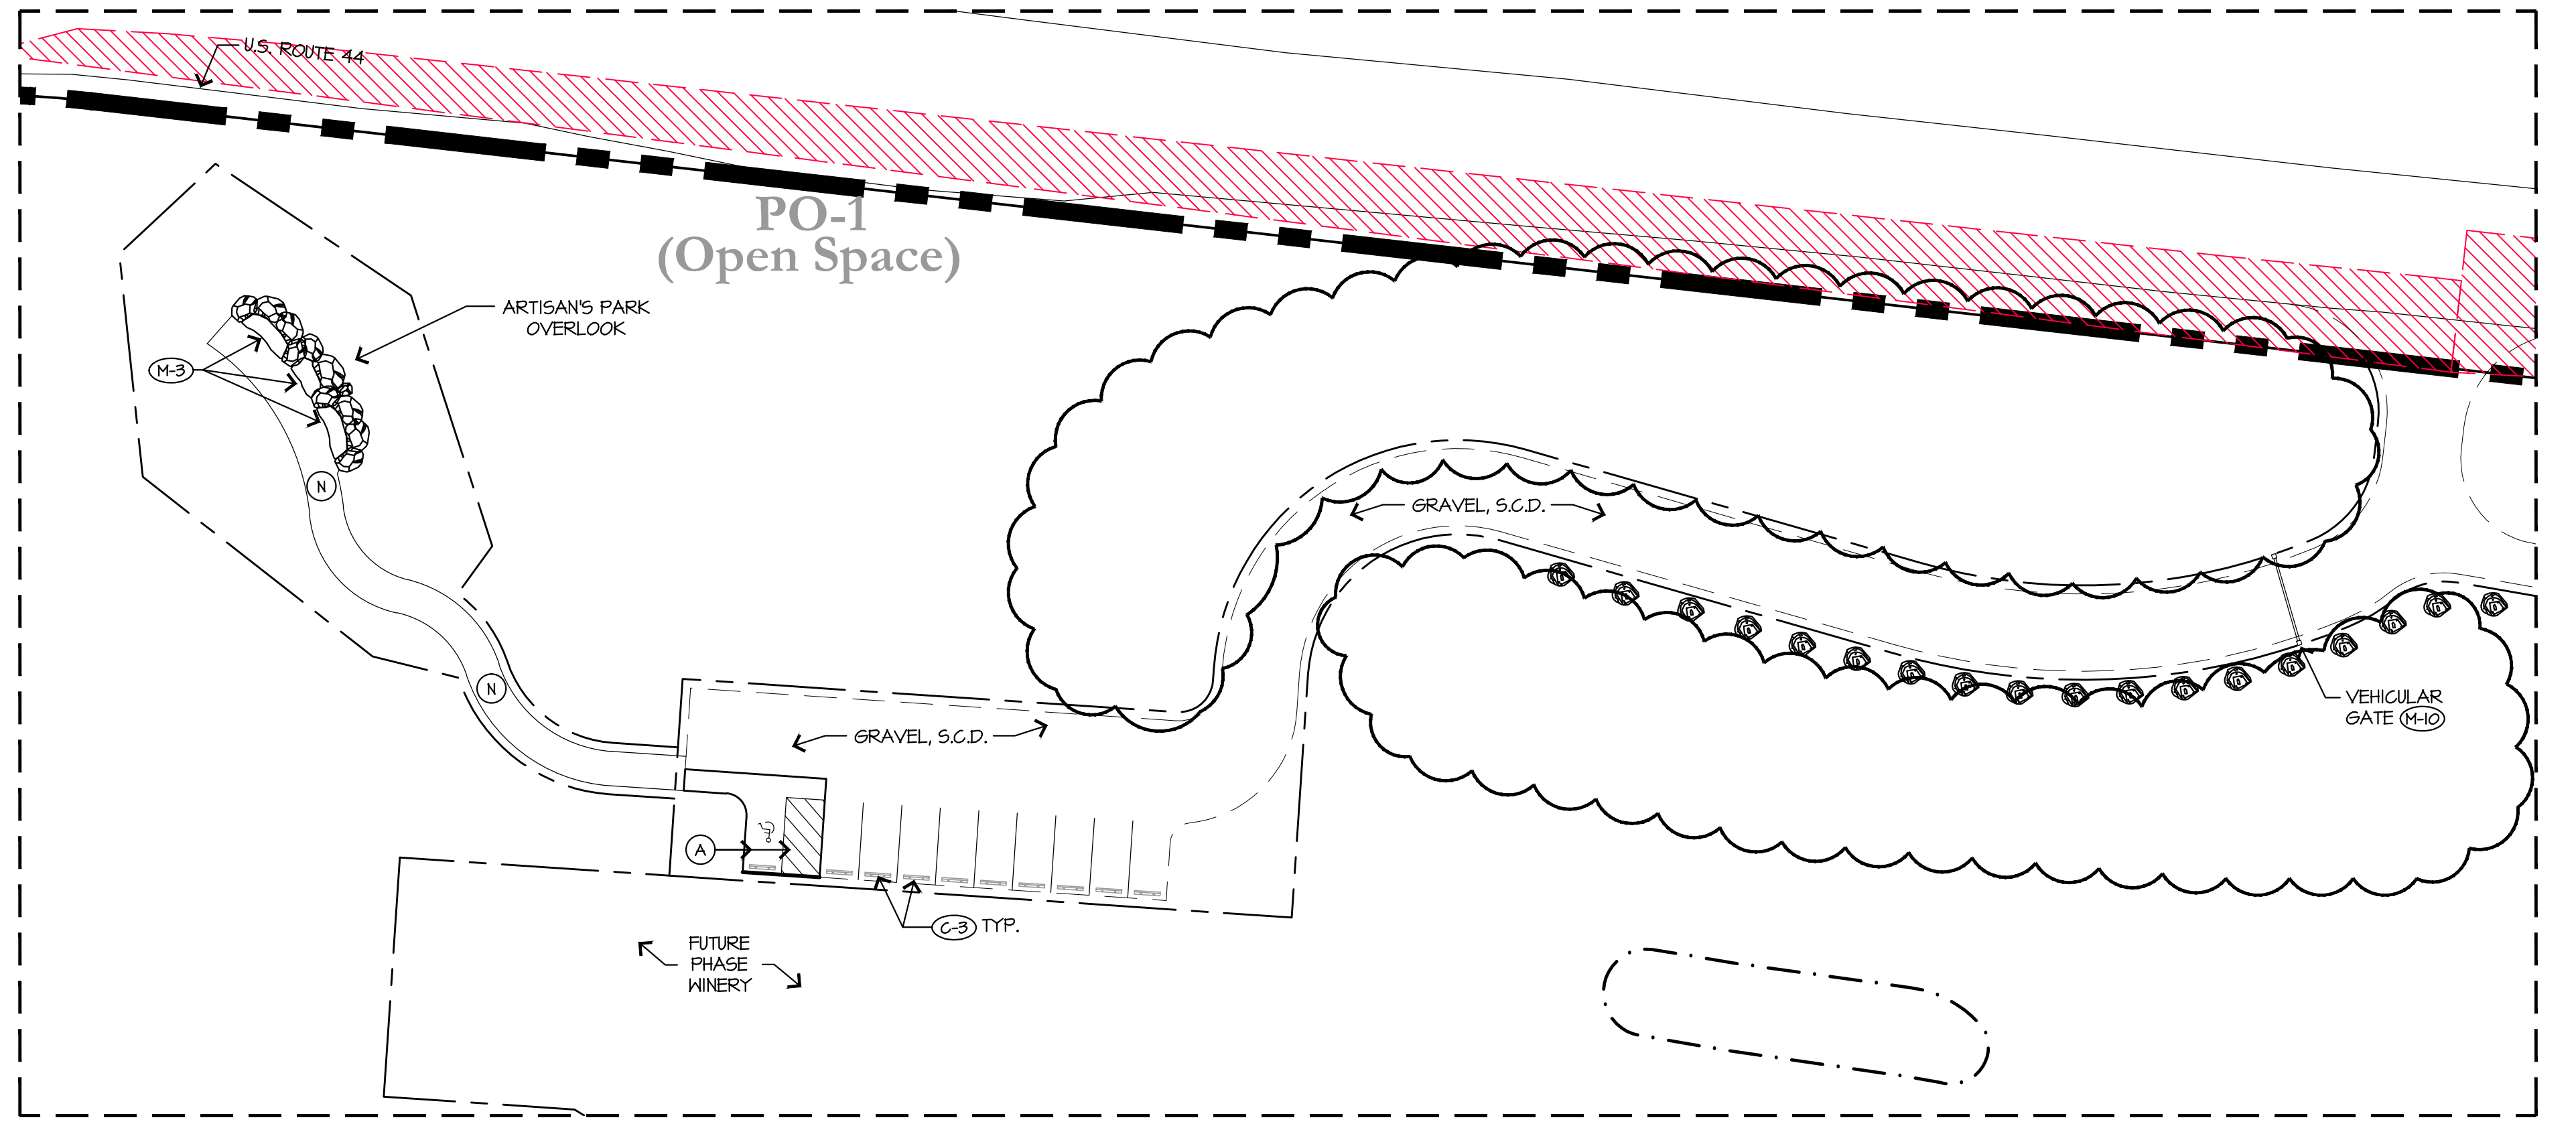 U.S. ROUTE 44
PO-1
(Open Space)
ARTISAN'S PARK
OVERLOOK
M-3
N
GRAVEL, S.C.D.
N
VEHICULAR
GATE M-10
GRAVEL, S.C.D.
A
C-3 TYP.
FUTURE
PHASE
WINERY